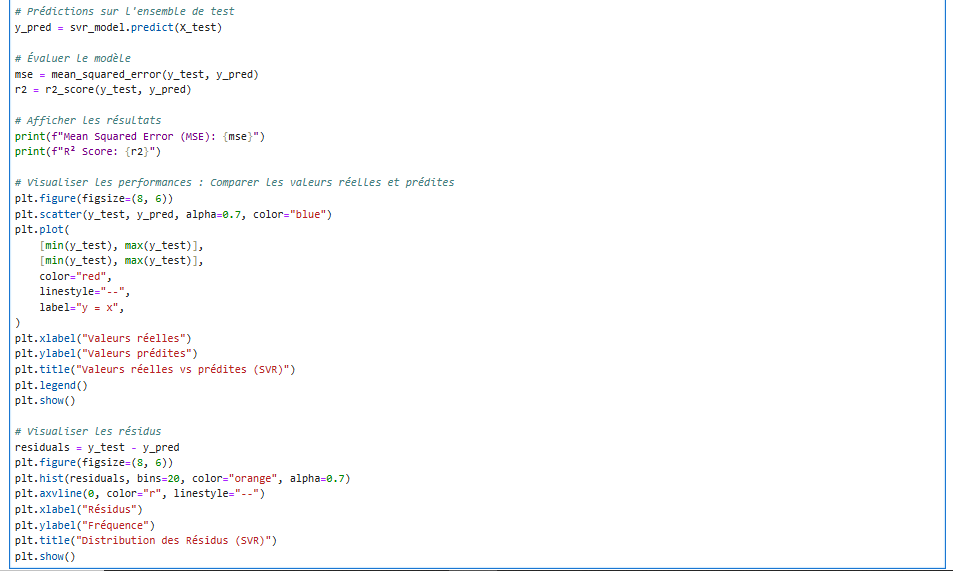 # Prédictions sur l'ensemble de test
y_pred = svr_model.predict(X_test)
# Évaluer le modèle
mse = mean_squared_error(y_test, y_pred)
r2 = r2_score(y_test, y_pred)
# Afficher les résultats
print(f"Mean Squared Error (MSE): {mse}")
print(f"R² Score: {r2}")
# Visualiser les performances : Comparer les valeurs réelles et prédites
plt.figure(figsize=(8, 6))
plt.scatter(y_test, y_pred, alpha=0.7, color="blue")
plt.plot(
    [min(y_test), max(y_test)],
    [min(y_test), max(y_test)],
    color="red",
    linestyle="--",
    label="y = x",
)
plt.xlabel("Valeurs réelles")
plt.ylabel("Valeurs prédites")
plt.title("Valeurs réelles vs prédites (SVR)")
plt.legend()
plt.show()
# Visualiser les résidus
residuals = y_test - y_pred
plt.figure(figsize=(8, 6))
plt.hist(residuals, bins=20, color="orange", alpha=0.7)
plt.axvline(0, color="r", linestyle="--")
plt.xlabel("Résidus")
plt.ylabel("Fréquence")
plt.title("Distribution des Résidus (SVR)")
plt.show()